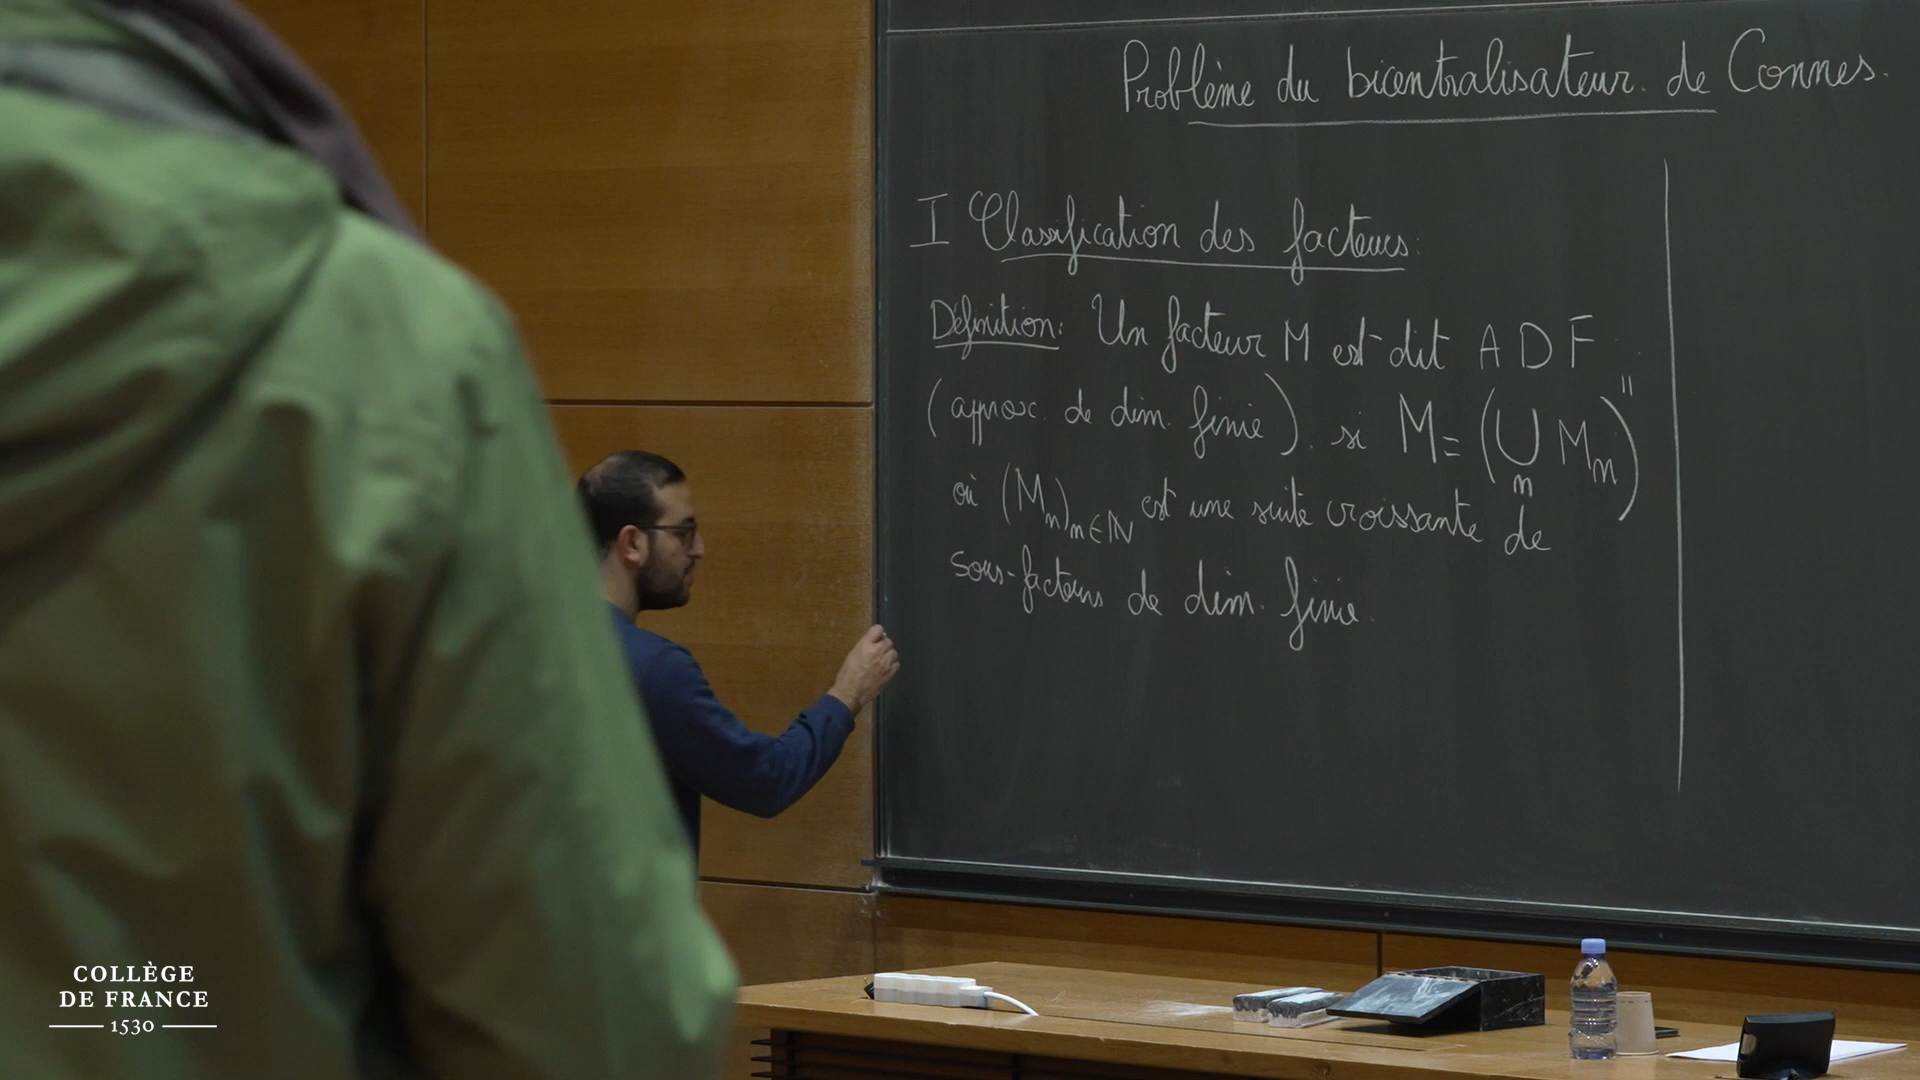 Problème du bicentralisateur de Connes.
I Classification des facteurs:
Définition: Un facteur M est dit ADF
(approx. de dim. finie). si M = (⋃ₙ Mₙ)"
où (Mₙ)ₙ∈ℕ est une suite croissante de
sous-facteurs de dim. finie.
COLLÈGE
DE FRANCE
1530